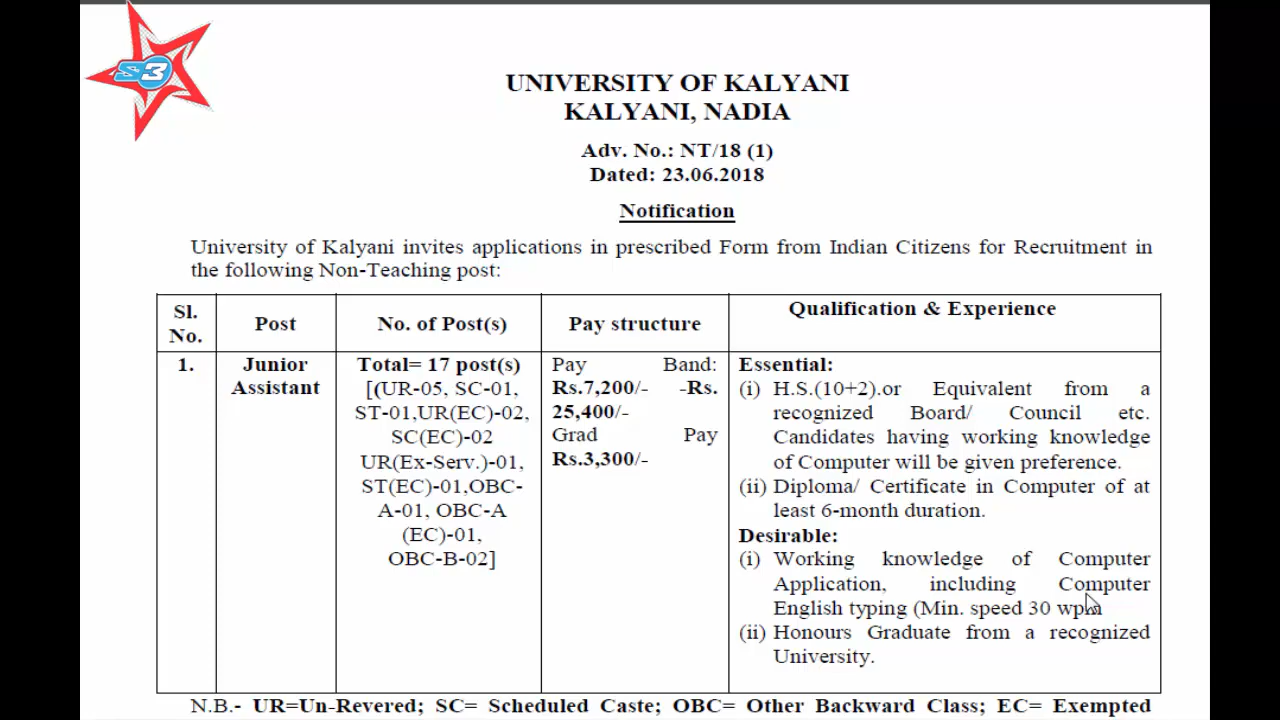 S3
UNIVERSITY OF KALYANI
KALYANI, NADIA
Adv. No.: NT/18 (1)
Dated: 23.06.2018
Notification
University of Kalyani invites applications in prescribed Form from Indian Citizens for Recruitment in
the following Non-Teaching post:
Sl.
No.
Post
No. of Post(s)
Pay structure
Qualification & Experience
1.
Junior
Assistant
Total= 17 post(s)
[(UR-05, SC-01,
ST-01,UR(EC)-02,
SC(EC)-02
UR(Ex-Serv.)-01,
ST(EC)-01,OBC-
A-01, OBC-A
(EC)-01,
OBC-B-02]
Pay Band:
Rs.7,200/- -Rs.
25,400/-
Grad Pay
Rs.3,300/-
Essential:
(i) H.S.(10+2).or Equivalent from a
recognized Board/ Council etc.
Candidates having working knowledge
of Computer will be given preference.
(ii) Diploma/ Certificate in Computer of at
least 6-month duration.
Desirable:
(i) Working knowledge of Computer
Application, including Computer
English typing (Min. speed 30 wpm
(ii) Honours Graduate from a recognized
University.
N.B.- UR=Un-Revered; SC= Scheduled Caste; OBC= Other Backward Class; EC= Exempted